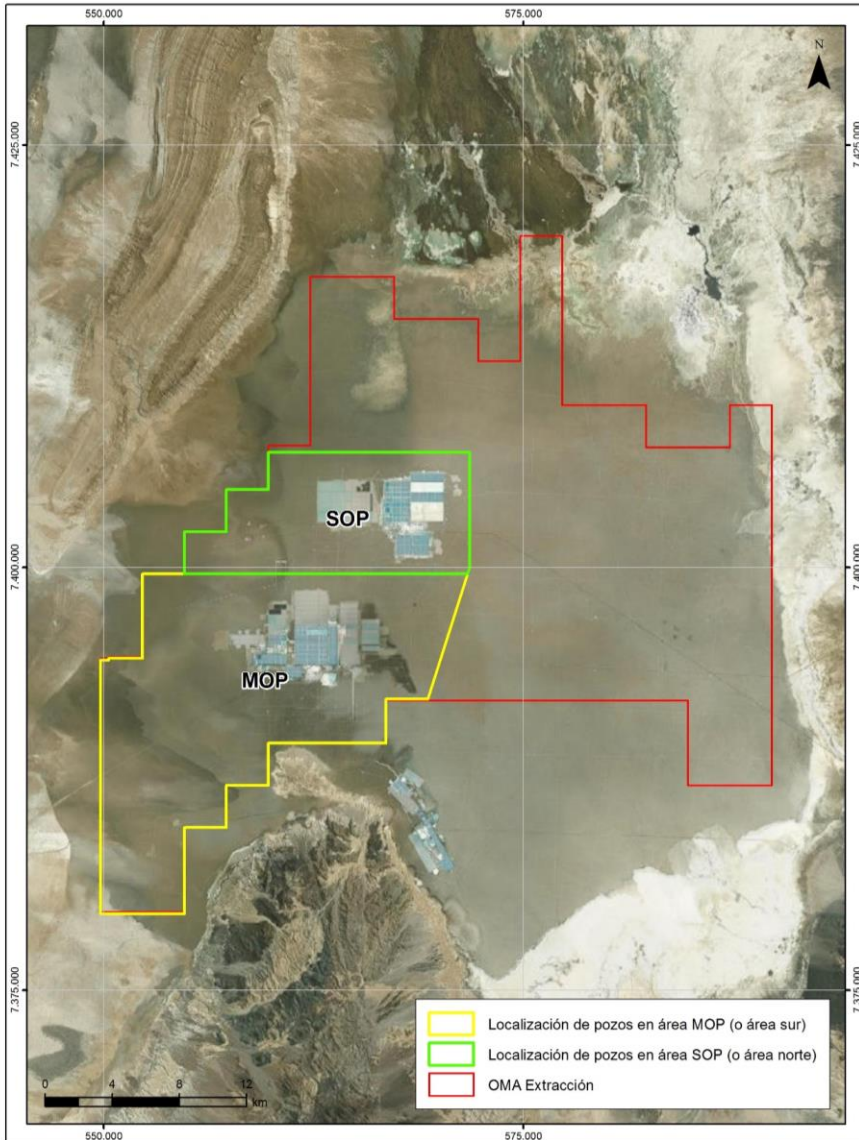 550.000
575.000
N
7.425.000
7.425.000
SOP
7.400.000
7.400.000
MOP
7.375.000
7.375.000
Localización de pozos en área MOP (o área sur)
Localización de pozos en área SOP (o área norte)
OMA Extracción
0 4 8 12
km
550.000
575.000